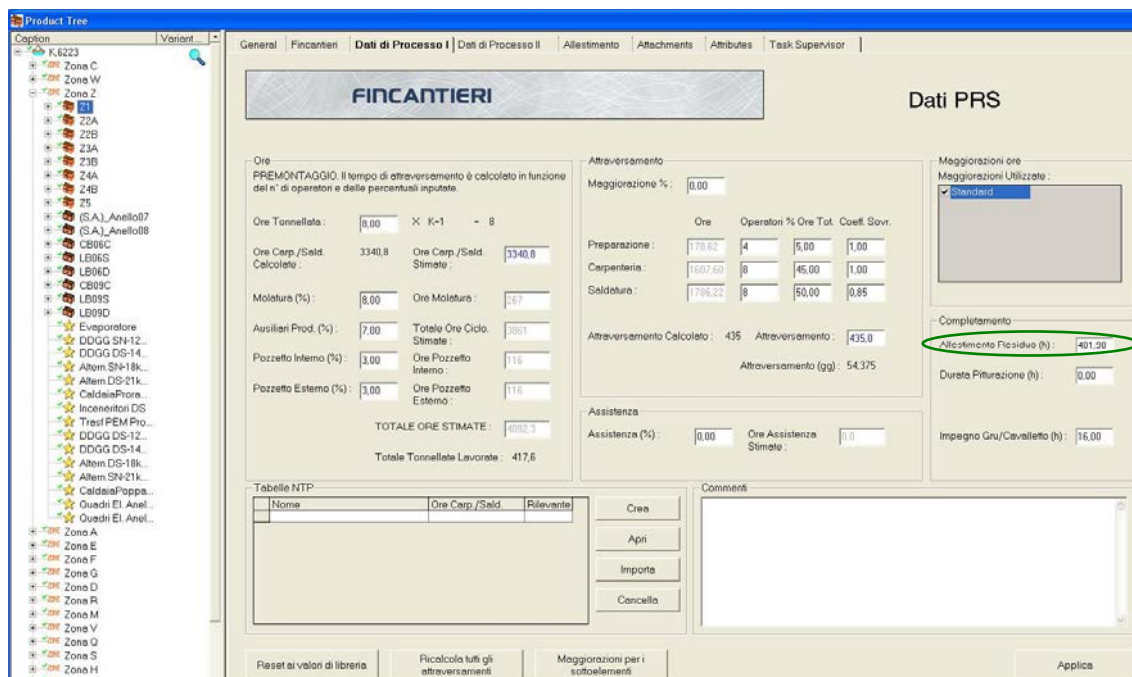 Product Tree
Caption Variant...
K.6223
Zona C
Zona W
Zona Z
Z1
Z2A
Z2B
Z3A
Z3B
Z4A
Z4B
Z5
(S.A.)_Anello07
(S.A.)_Anello08
CB06C
LB06S
LB06D
CB09C
LB09S
LB09D
Evaporatore
DDGG SN-12...
DDGG DS-14...
Altern.SN-18k...
Altern.DS-21k...
CaldaiaProra...
Inceneritori DS
Trasf PEM Pro...
DDGG DS-12...
DDGG DS-14...
Altern.DS-18k...
Altern.SN-21k...
CaldaiaPoppa...
Quadri El. Anel...
Quadri El. Anel...
Zona A
Zona E
Zona F
Zona G
Zona D
Zona R
Zona M
Zona V
Zona Q
Zona S
Zona H
General Fincantieri Dati di Processo I Dati di Processo II Allestimento Attachments Attributes Task Supervisor
FINCANTIERI
Dati PRS
Ore
PREMONTAGGIO. Il tempo di attraversamento è calcolato in funzione
del n° di operatori e delle percentuali inputate.
Ore Tonnellata : 8,00 X K-1 - 8
Ore Carp./Sald. Calcolate : 3340,8 Ore Carp./Sald. Stimate : 3340,8
Molatura (%) : 8,00 Ore Molatura : 267
Ausiliari Prod. (%) : 7,00 Totale Ore Ciclo. Stimate : 3861
Pozzetto Interno (%) : 3,00 Ore Pozzetto Interno : 116
Pozzetto Esterno (%) : 3,00 Ore Pozzetto Esterno : 116
TOTALE ORE STIMATE : 4092,3
Totale Tonnellate Lavorate : 417,6
Attraversamento
Maggiorazione % : 0,00
Ore Operatori % Ore Tot. Coeff. Sovr.
Preparazione : 178,62 4 5,00 1,00
Carpenteria : 1607,60 8 45,00 1,00
Saldatura : 1786,22 8 50,00 0,85
Attraversamento Calcolato : 435 Attraversamento : 435,0
Attraversamento (gg) : 54,375
Assistenza
Assistenza (%) : 0,00 Ore Assistenza Stimate : 0,0
Maggiorazioni ore
Maggiorazioni Utilizzate :
Standard
Completamento
Allestimento Residuo (h) : 401,90
Durata Pitturazione (h) : 0,00
Impegno Gru/Cavalletto (h) : 16,00
Tabelle NTP
Nome Ore Carp./Sald. Rilevante
Crea
Apri
Importa
Cancella
Commenti
Reset ai valori di libreria
Ricalcola tutti gli attraversamenti
Maggiorazioni per i sottoelementi
Applica